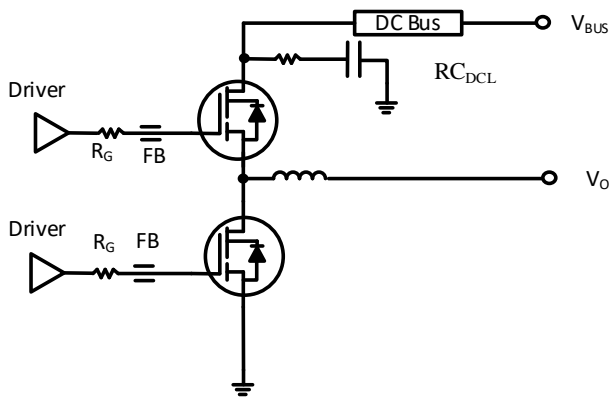 DC Bus
V_BUS
RC_DCL
Driver
R_G
FB
V_O
Driver
R_G
FB